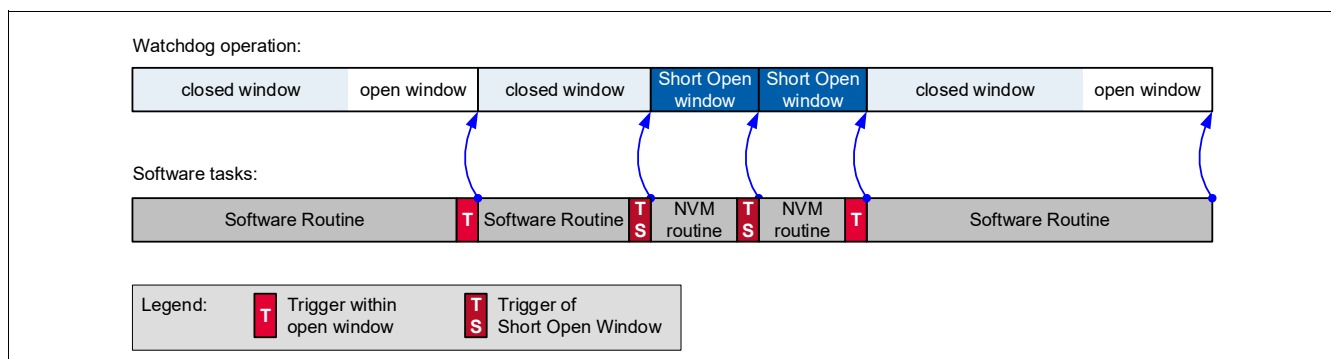 Watchdog operation:
closed window open window closed window Short Open window Short Open window closed window open window
Software tasks:
Software Routine T Software Routine T S NVM routine T S NVM routine T Software Routine
Legend: T Trigger within open window T S Trigger of Short Open Window